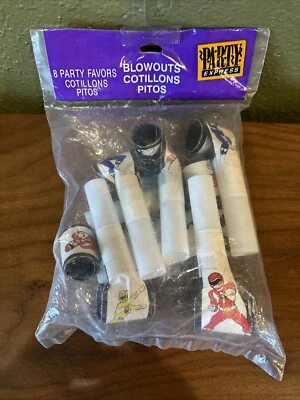 8 PARTY FAVORS
COTILLONS
PITOS
BLOWOUTS
COTILLONS
PITOS
PARTY
EXPRESS